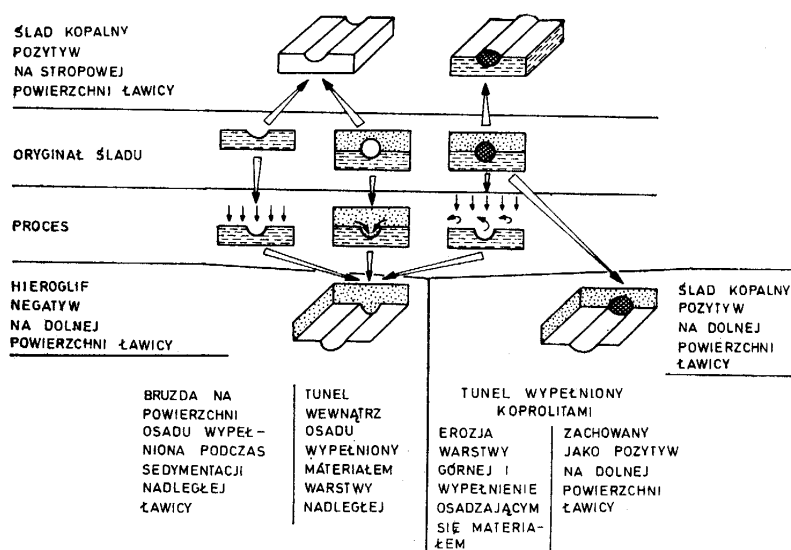 ŚLAD KOPALNY
POZYTYW
NA STROPOWEJ
POWIERZCHNI ŁAWICY
ORYGINAŁ ŚLADU
PROCES
HIEROGLIF
NEGATYW
NA DOLNEJ
POWIERZCHNI ŁAWICY
ŚLAD KOPALNY
POZYTYW
NA DOLNEJ
POWIERZCHNI
ŁAWICY
BRUZDA NA
POWIERZCHNI
OSADU WYPEŁ-
NIONA PODCZAS
SEDYMENTACJI
NADLEGŁEJ
ŁAWICY
TUNEL
WEWNĄTRZ
OSADU
WYPEŁNIONY
MATERIAŁEM
WARSTWY
NADLEGŁEJ
TUNEL WYPEŁNIONY
KOPROLITAMI
EROZJA
WARSTWY
GÓRNEJ I
WYPEŁNIENIE
OSADZAJĄCYM
SIĘ MATERIA-
ŁEM
ZACHOWANY
JAKO POZYTYW
NA DOLNEJ
POWIERZCHNI
ŁAWICY